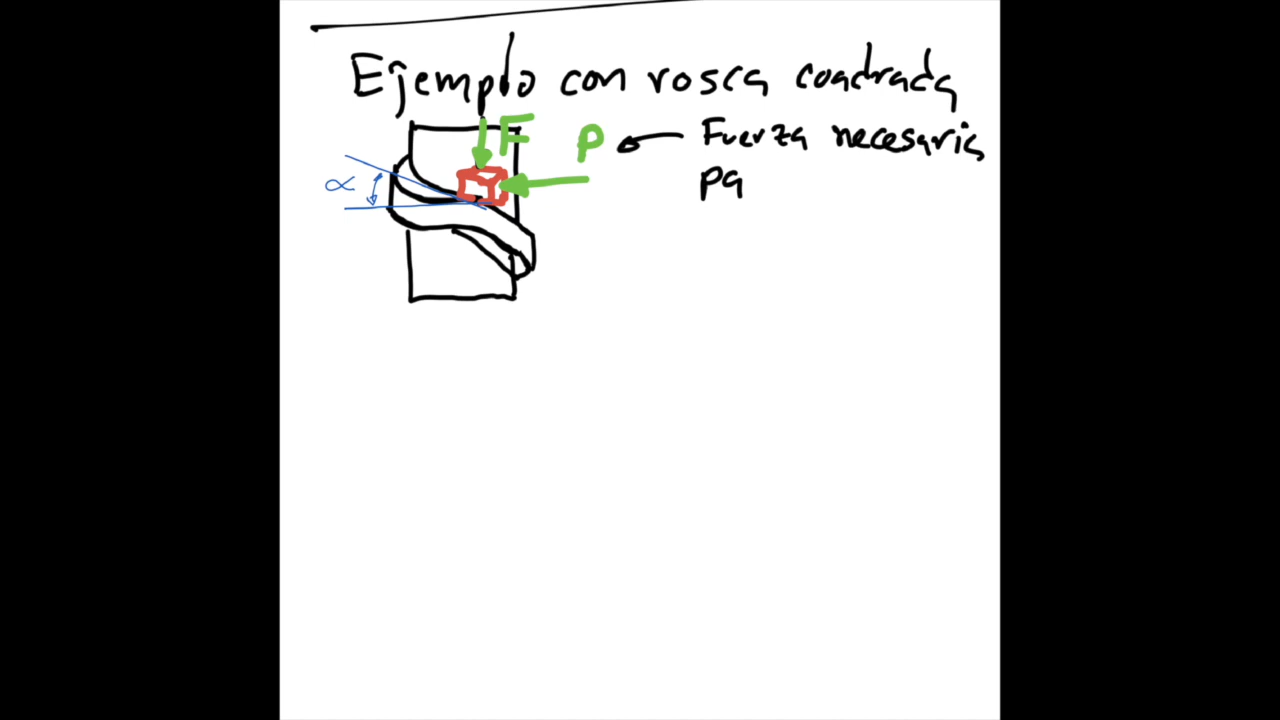 Ejemplo con rosca cuadrada
F
P ← Fuerza necesaria
pa
α